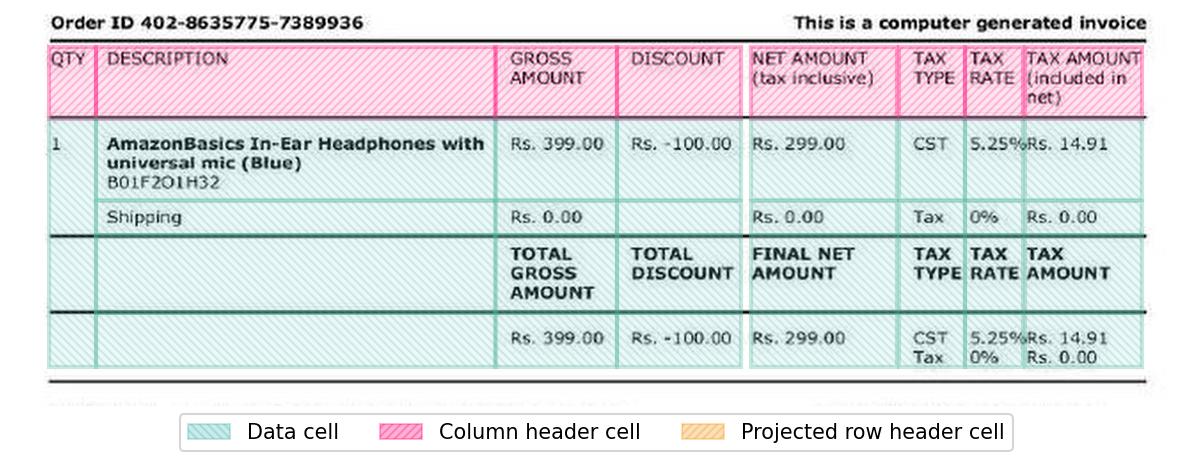 Order ID 402-8635775-7389936 This is a computer generated invoice
QTY DESCRIPTION GROSS AMOUNT DISCOUNT NET AMOUNT (tax inclusive) TAX TYPE TAX RATE TAX AMOUNT (included in net)
1 AmazonBasics In-Ear Headphones with universal mic (Blue) B01F2O1H32 Rs. 399.00 Rs. -100.00 Rs. 299.00 CST 5.25% Rs. 14.91
Shipping Rs. 0.00 Rs. 0.00 Tax 0% Rs. 0.00
TOTAL GROSS AMOUNT TOTAL DISCOUNT FINAL NET AMOUNT TAX TYPE TAX RATE TAX AMOUNT
Rs. 399.00 Rs. -100.00 Rs. 299.00 CST 5.25% Rs. 14.91
Tax 0% Rs. 0.00
Data cell Column header cell Projected row header cell